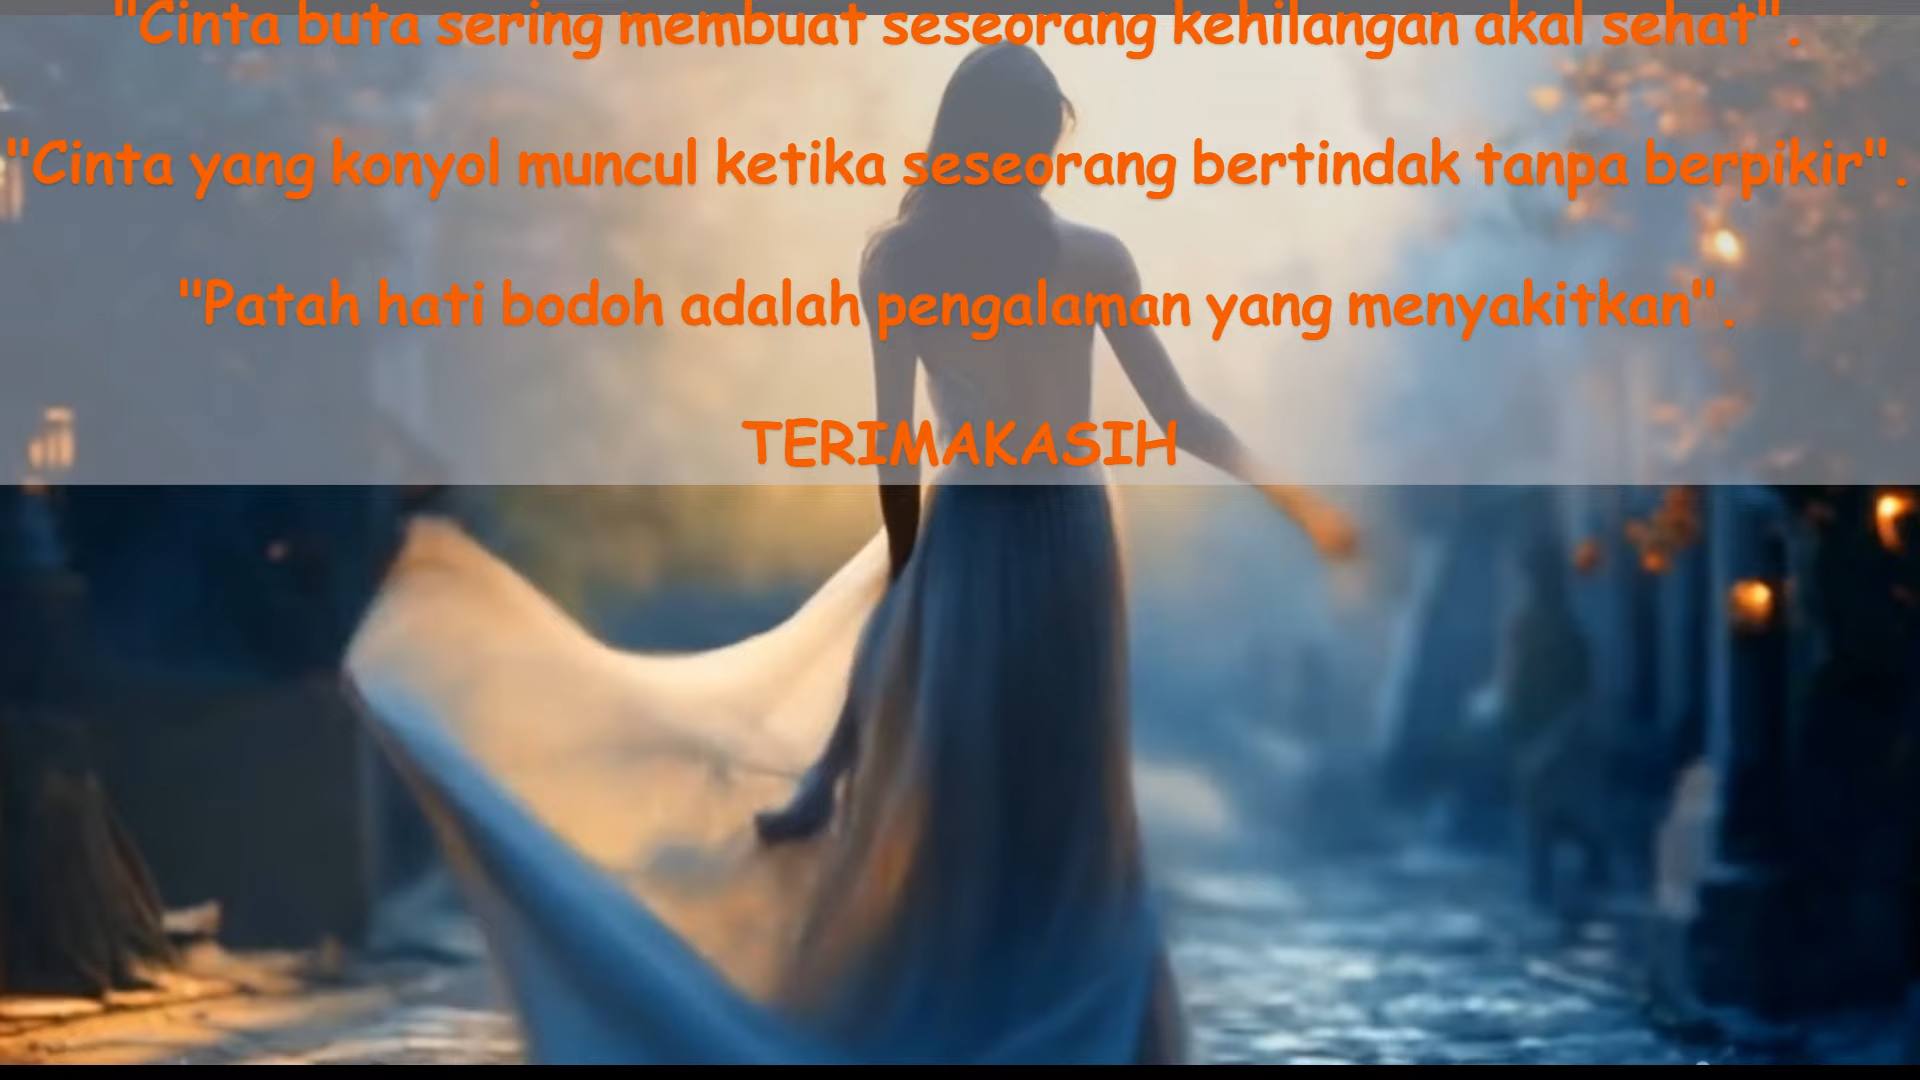 "Cinta buta sering membuat seseorang kehilangan akal sehat".
"Cinta yang konyol muncul ketika seseorang bertindak tanpa berpikir".
"Patah hati bodoh adalah pengalaman yang menyakitkan".
TERIMAKASIH